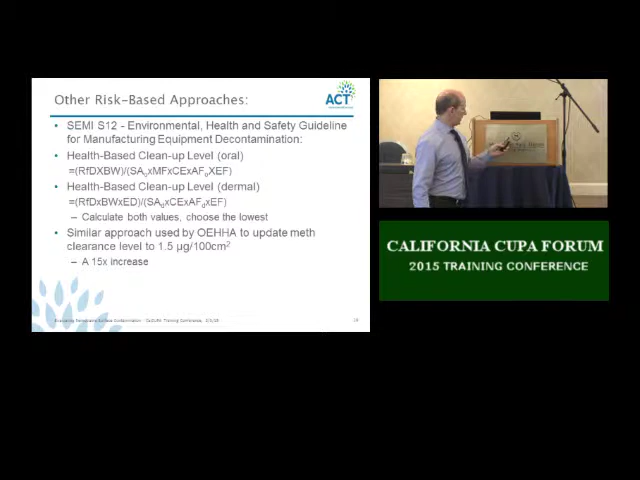 Other Risk-Based Approaches:
ACT
• SEMI S12 - Environmental, Health and Safety Guideline
for Manufacturing Equipment Decontamination:
• Health-Based Clean-up Level (oral)
=(RfDXBW)/(SAₒxMFxCExAFₒXEF)
• Health-Based Clean-up Level (dermal)
=(RfDxBWxED)/(SA_dxCExAF_dxEF)
– Calculate both values, choose the lowest
• Similar approach used by OEHHA to update meth
clearance level to 1.5 µg/100cm²
– A 15x increase
CALIFORNIA CUPA FORUM
2015 TRAINING CONFERENCE